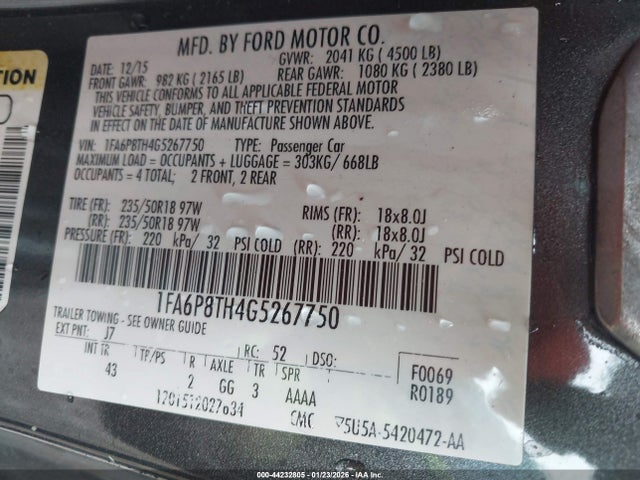 MFD. BY FORD MOTOR CO.
DATE: 12/15 GVWR: 2041 KG ( 4500 LB)
FRONT GAWR: 982 KG ( 2165 LB) REAR GAWR: 1080 KG ( 2380 LB)
THIS VEHICLE CONFORMS TO ALL APPLICABLE FEDERAL MOTOR
VEHICLE SAFETY, BUMPER, AND THEFT PREVENTION STANDARDS
IN EFFECT ON THE DATE OF MANUFACTURE SHOWN ABOVE.
VIN: 1FA6P8TH4G5267750 TYPE: Passenger Car
MAXIMUM LOAD = OCCUPANTS + LUGGAGE = 303KG/ 668LB
OCCUPANTS = 4 TOTAL; 2 FRONT, 2 REAR
TIRE (FR): 235/50R18 97W RIMS (FR): 18x8.0J
(RR): 235/50R18 97W (RR): 18x8.0J
PRESSURE (FR): 220 kPa/ 32 PSI COLD (RR): 220 kPa/ 32 PSI COLD
1FA6P8TH4G5267750
TRAILER TOWING - SEE OWNER GUIDE
EXT PNT: J7 RC: 52 DSO: F0069
INT TR TP/PS R AXLE TR SPR R0189
43 2 GG 3 AAAA
CMC 5U5A-5420472-AA
000-44232805 | 01/23/2026 - IAAHC